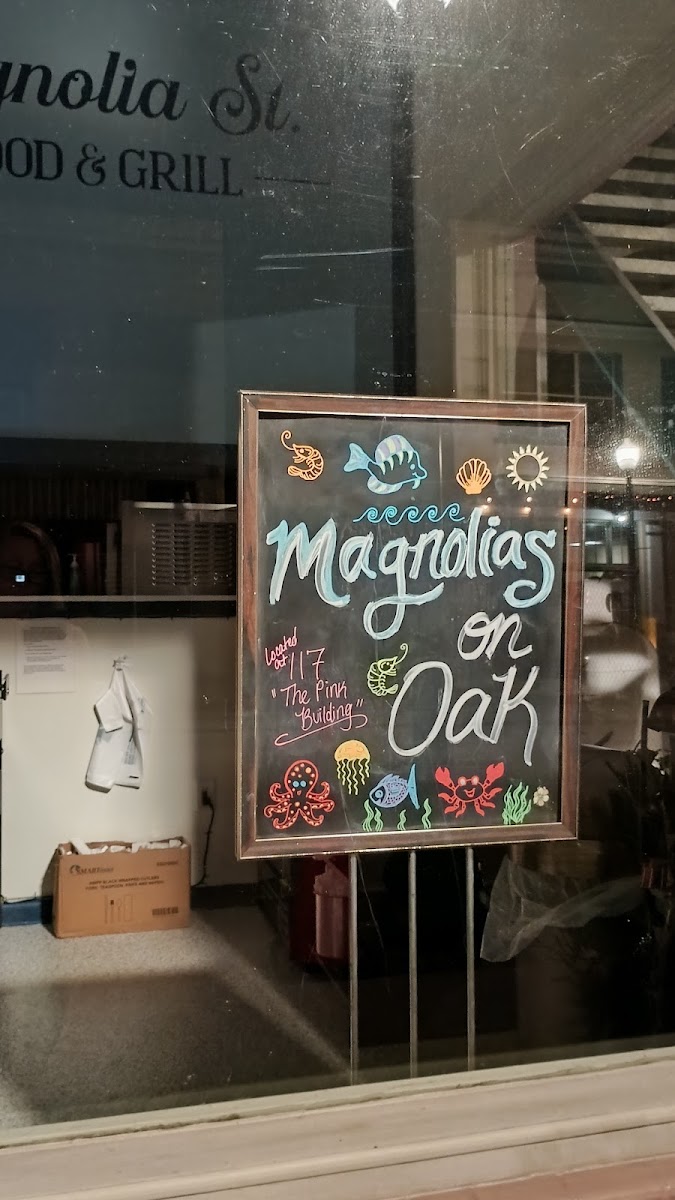 gnolia St.
OOD & GRILL
Magnolias
on
Oak
Located
at: 117
"The Pink
Building"